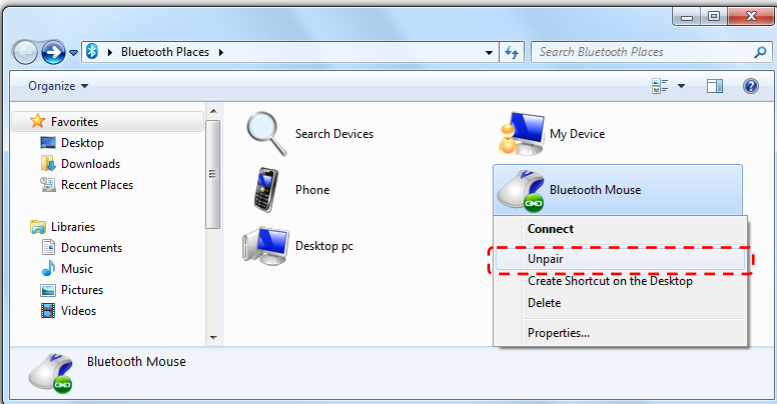 Bluetooth Places
Search Bluetooth Places
Organize
Favorites
Desktop
Downloads
Recent Places
Libraries
Documents
Music
Pictures
Videos
Search Devices
My Device
Phone
Bluetooth Mouse
Desktop pc
Connect
Unpair
Create Shortcut on the Desktop
Delete
Properties...
Bluetooth Mouse